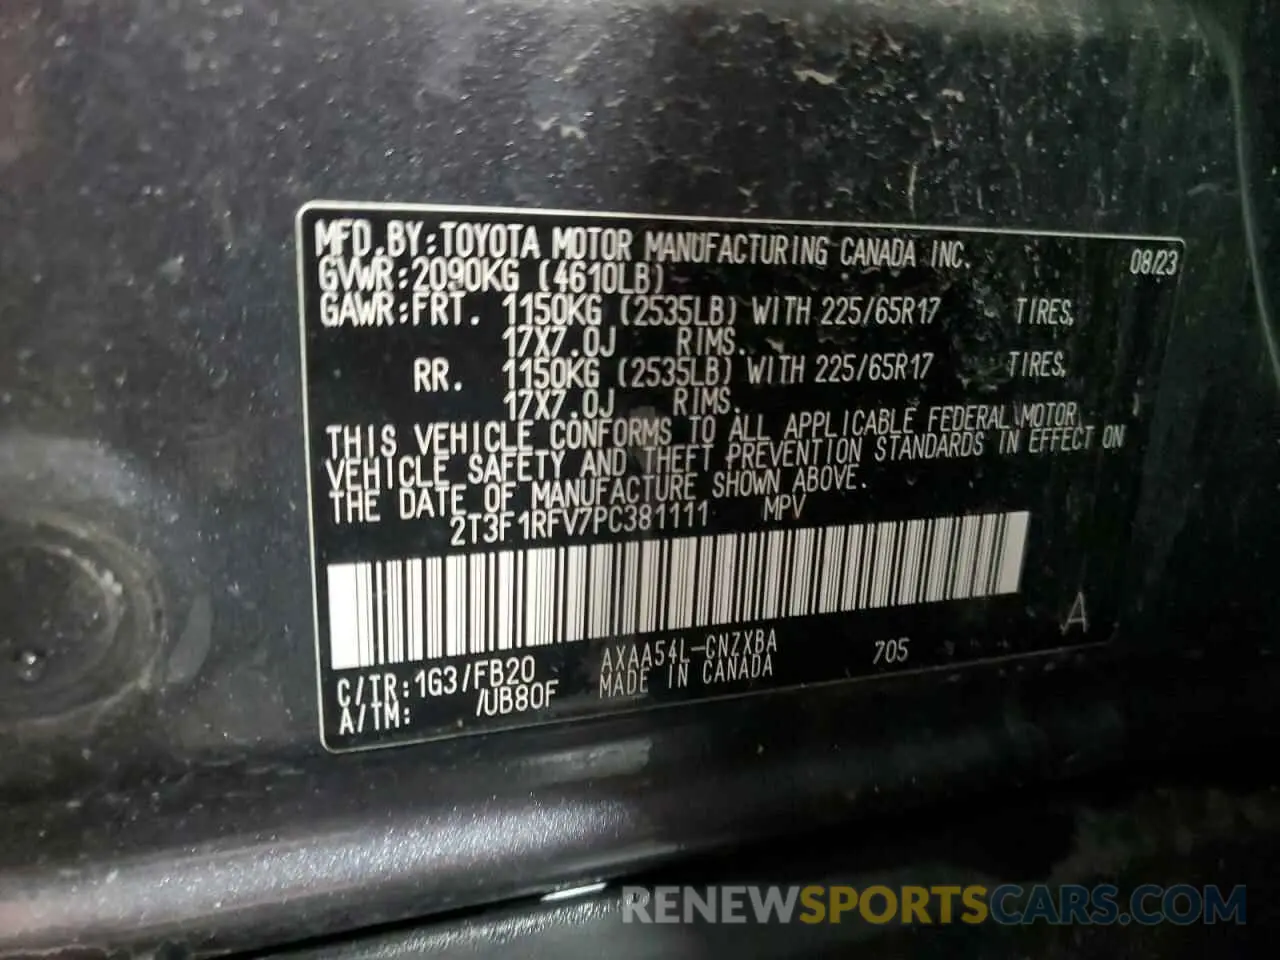 MFD.BY:TOYOTA MOTOR MANUFACTURING CANADA INC. 08/23
GVWR:2090KG (4610LB)
GAWR:FRT. 1150KG (2535LB) WITH 225/65R17 TIRES,
17X7.0J RIMS.
RR. 1150KG (2535LB) WITH 225/65R17 TIRES,
17X7.0J RIMS.
THIS VEHICLE CONFORMS TO ALL APPLICABLE FEDERAL MOTOR
VEHICLE SAFETY AND THEFT PREVENTION STANDARDS IN EFFECT ON
THE DATE OF MANUFACTURE SHOWN ABOVE.
2T3F1RFV7PC381111 MPV
C/TR:1G3/FB20 AXAA54L-CNZXBA 705 A
A/TM: /UB80F MADE IN CANADA
RENEWSPORTSCARS.COM